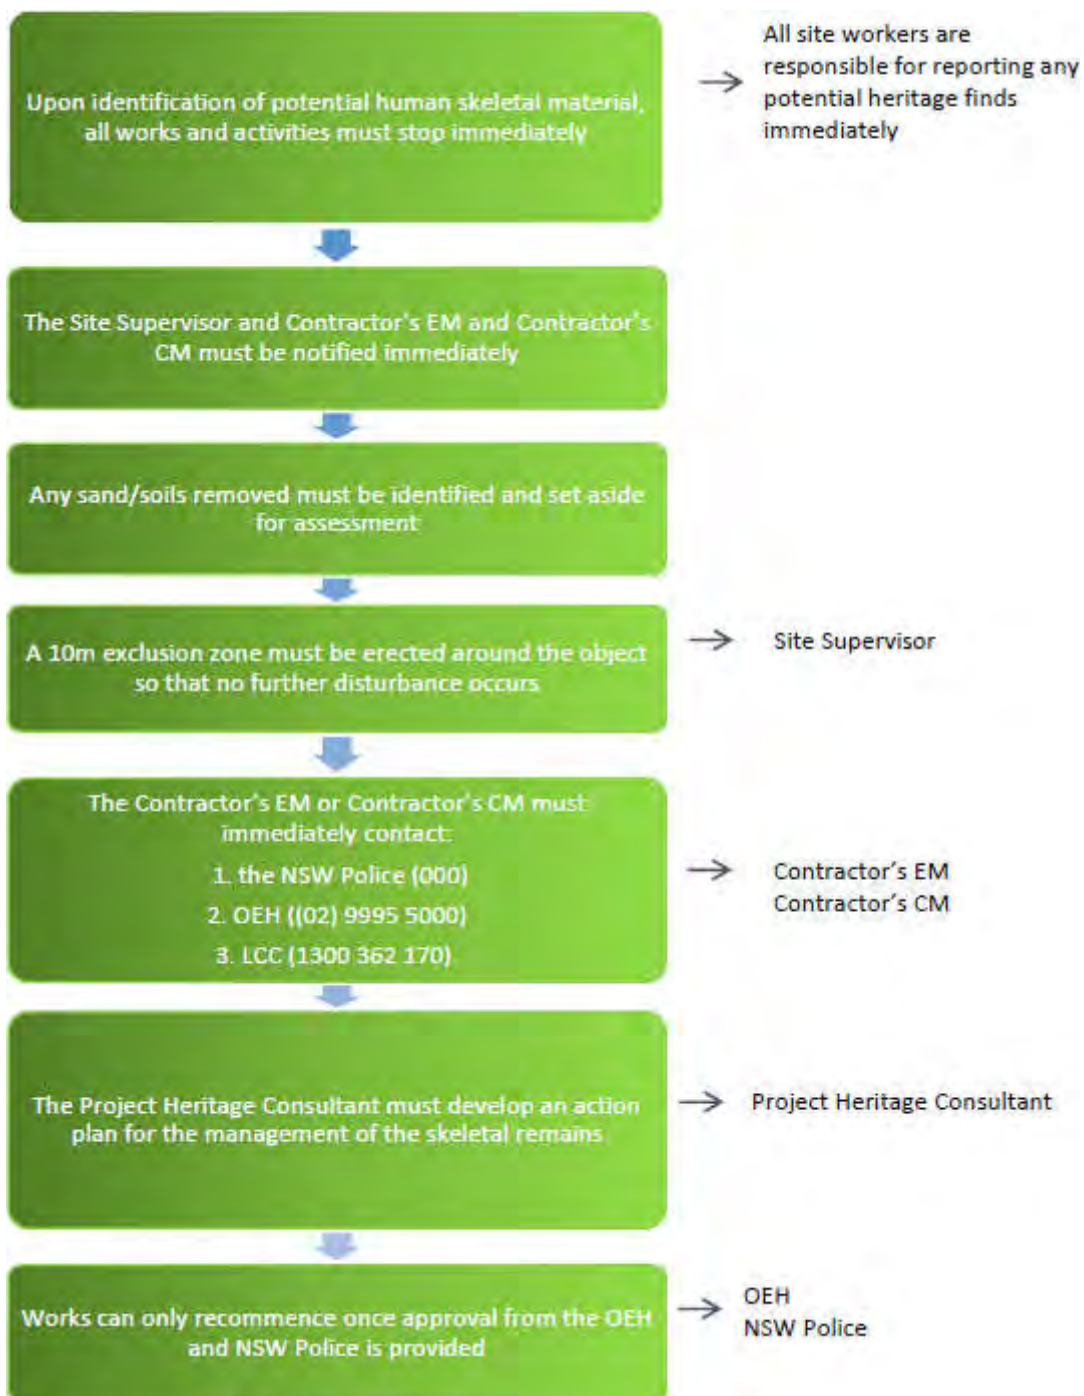 Upon identification of potential human skeletal material,
all works and activities must stop immediately
All site workers are
responsible for reporting any
potential heritage finds
immediately
The Site Supervisor and Contractor's EM and Contractor's
CM must be notified immediately
Any sand/soils removed must be identified and set aside
for assessment
A 10m exclusion zone must be erected around the object
so that no further disturbance occurs
Site Supervisor
The Contractor's EM or Contractor's CM must
immediately contact:
1. the NSW Police (000)
2. OEH ((02) 9995 5000)
3. LCC (1300 362 170)
Contractor's EM
Contractor's CM
The Project Heritage Consultant must develop an action
plan for the management of the skeletal remains
Project Heritage Consultant
Works can only recommence once approval from the OEH
and NSW Police is provided
OEH
NSW Police